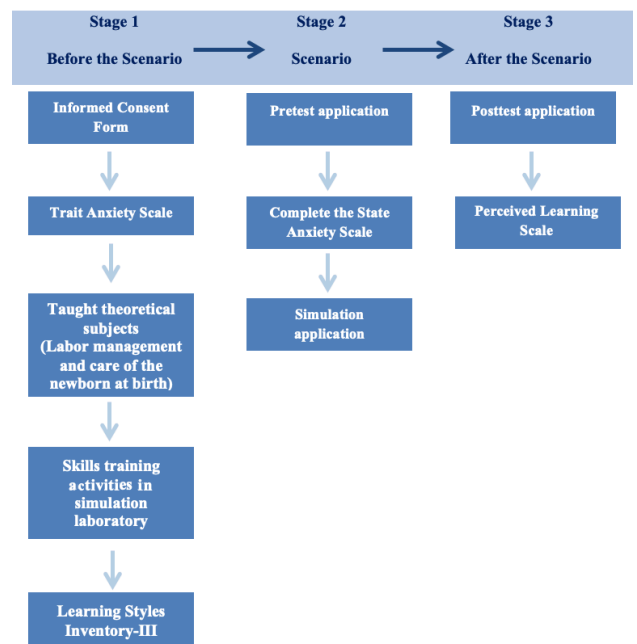 Stage 1
Before the Scenario
Stage 2
Scenario
Stage 3
After the Scenario
Informed Consent
Form
Trait Anxiety Scale
Taught theoretical
subjects
(Labor management
and care of the
newborn at birth)
Skills training
activities in
simulation
laboratory
Learning Styles
Inventory-III
Pretest application
Complete the State
Anxiety Scale
Simulation
application
Posttest application
Perceived Learning
Scale